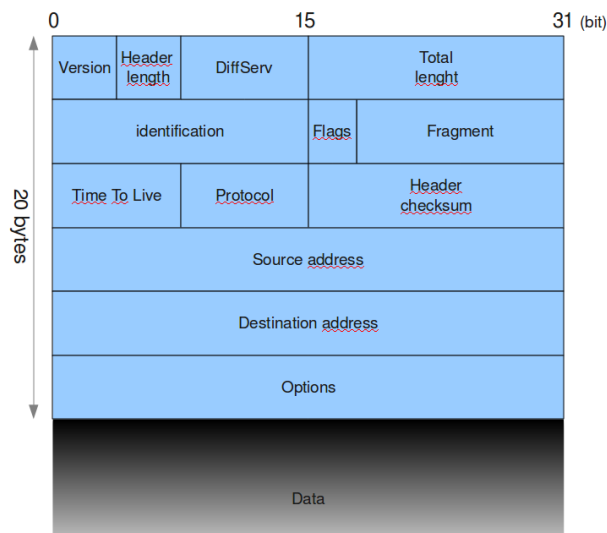 0 15 31 (bit)
Version Header length DiffServ Total lenght
identification Flags Fragment
Time To Live Protocol Header checksum
20 bytes
Source address
Destination address
Options
Data